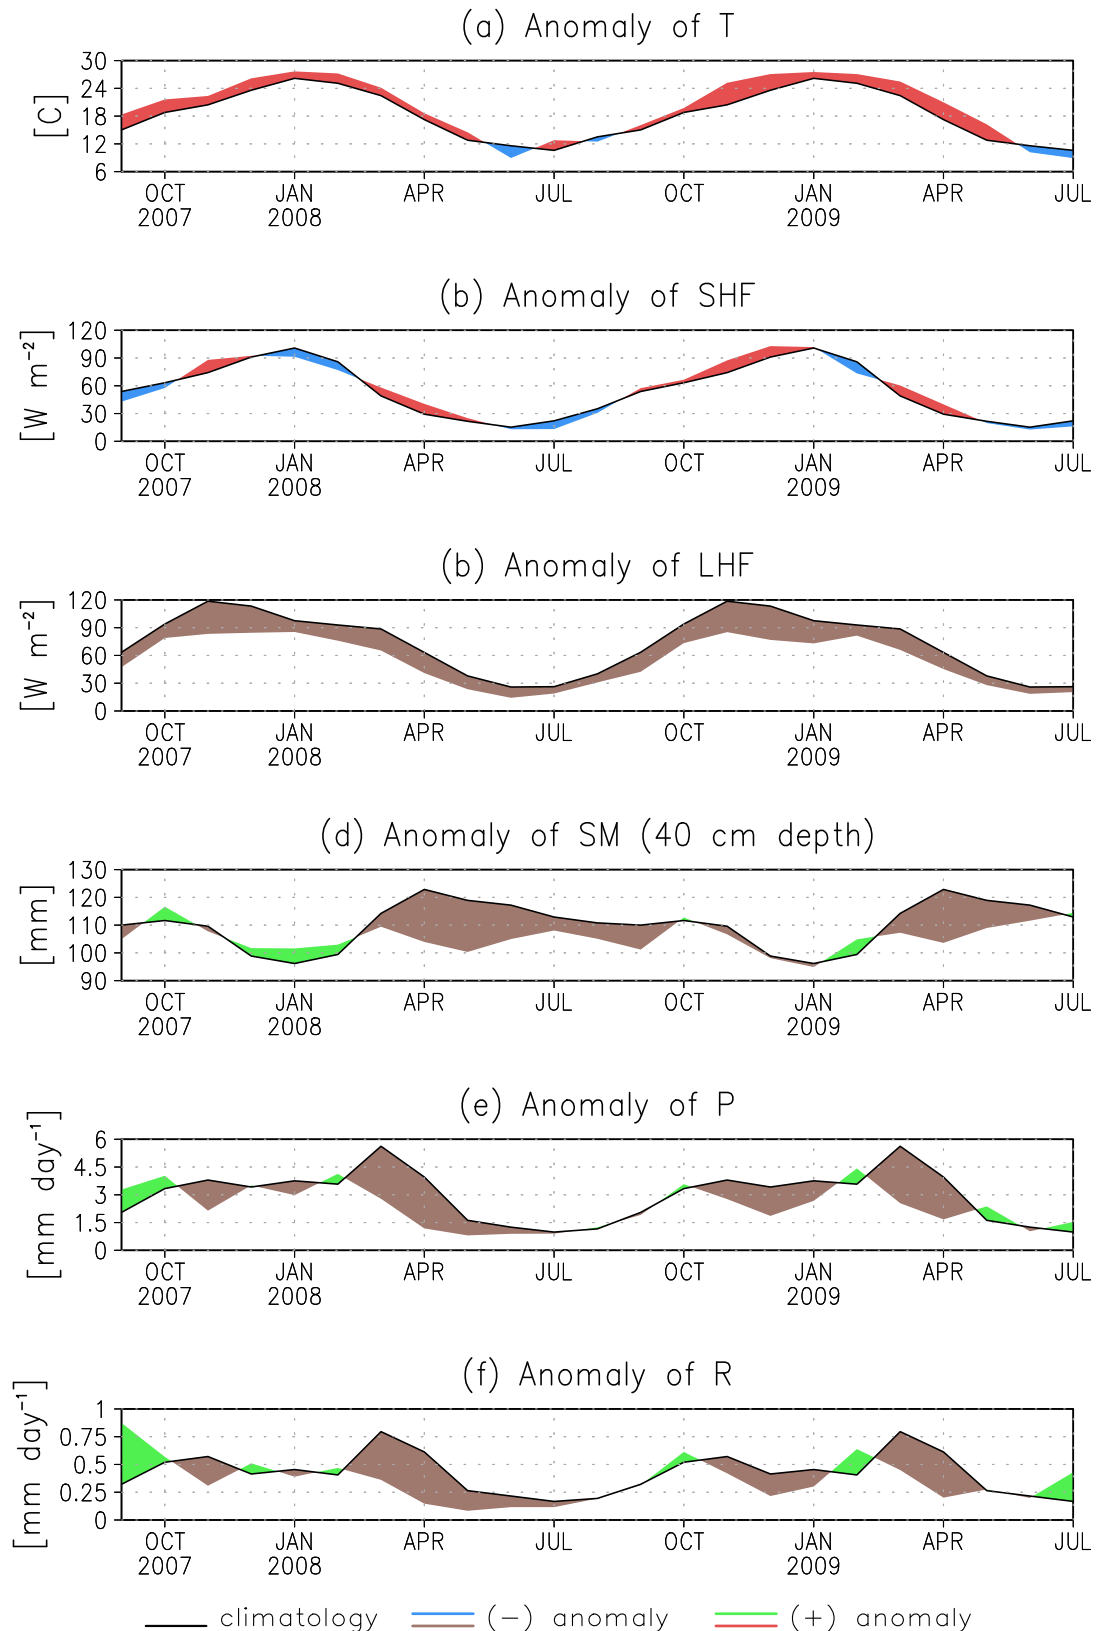 (a) Anomaly of T
[C]
30
24
18
12
6
OCT JAN APR JUL OCT JAN APR JUL
2007 2008 2009
(b) Anomaly of SHF
[W m⁻²]
120
90
60
30
0
OCT JAN APR JUL OCT JAN APR JUL
2007 2008 2009
(b) Anomaly of LHF
[W m⁻²]
120
90
60
30
0
OCT JAN APR JUL OCT JAN APR JUL
2007 2008 2009
(d) Anomaly of SM (40 cm depth)
[mm]
130
120
110
100
90
OCT JAN APR JUL OCT JAN APR JUL
2007 2008 2009
(e) Anomaly of P
[mm day⁻¹]
6
4.5
3
1.5
0
OCT JAN APR JUL OCT JAN APR JUL
2007 2008 2009
(f) Anomaly of R
[mm day⁻¹]
1
0.75
0.5
0.25
0
OCT JAN APR JUL OCT JAN APR JUL
2007 2008 2009
climatology (−) anomaly (+) anomaly